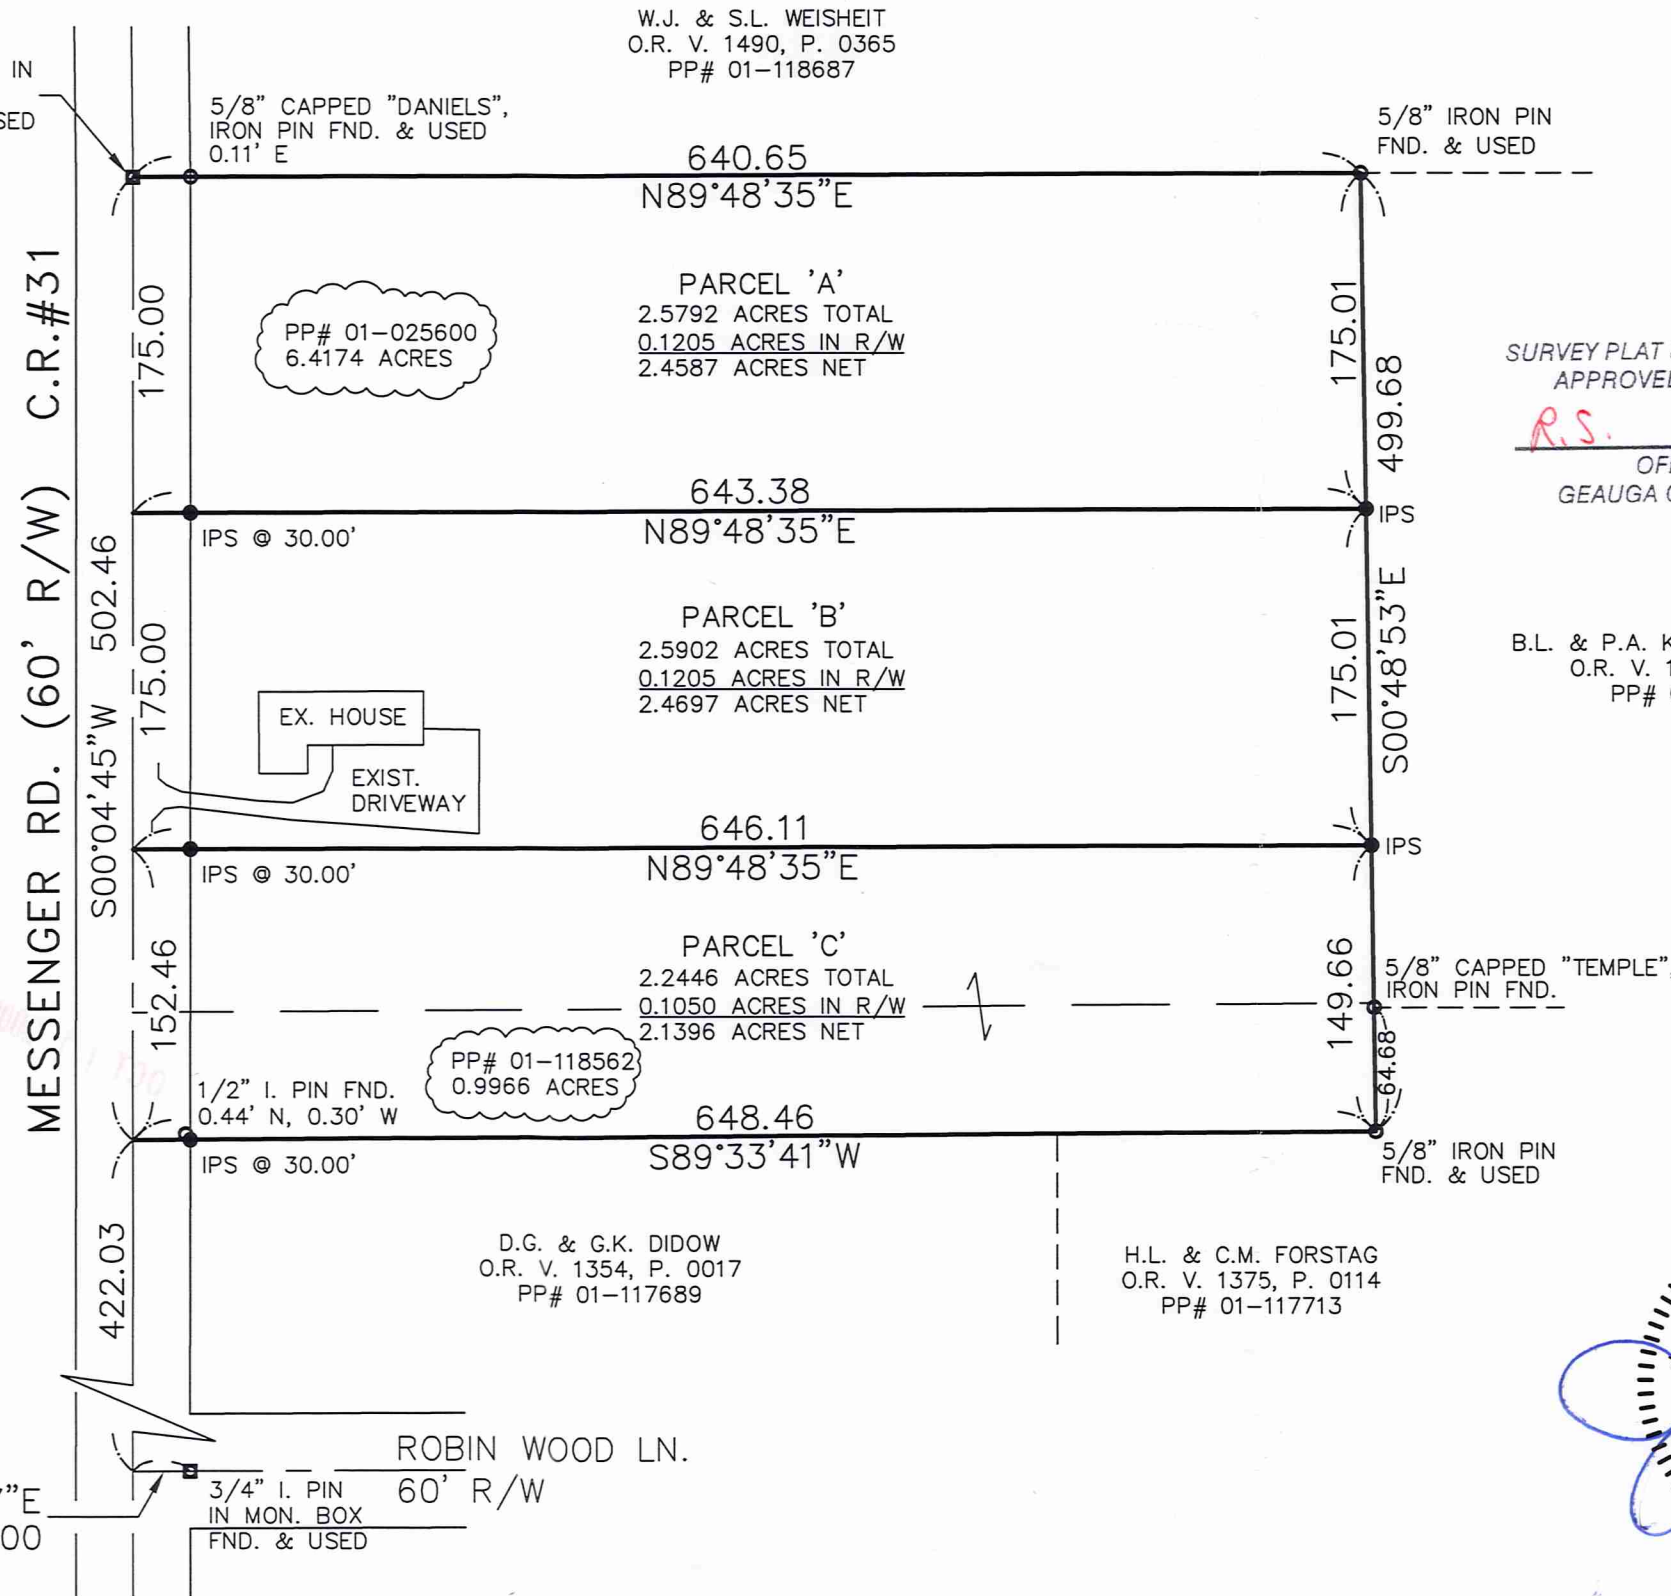 W.J. & S.L. WEISHEIT
O.R. V. 1490, P. 0365
PP# 01-118687
IN
SED
5/8" CAPPED "DANIELS",
IRON PIN FND. & USED
0.11' E
5/8" IRON PIN
FND. & USED
640.65
N89°48'35"E
MESSENGER RD. (60' R/W) C.R.#31
S00°04'45"W 502.46
175.00
PP# 01-025600
6.4174 ACRES
PARCEL 'A'
2.5792 ACRES TOTAL
0.1205 ACRES IN R/W
2.4587 ACRES NET
175.01
499.68
S00°48'53"E
SURVEY PLAT
APPROVE
R.S.
OF
GEAUGA
643.38
N89°48'35"E
IPS @ 30.00'
IPS
175.00
PARCEL 'B'
2.5902 ACRES TOTAL
0.1205 ACRES IN R/W
2.4697 ACRES NET
175.01
B.L. & P.A. K
O.R. V. 1
PP#
EX. HOUSE
EXIST.
DRIVEWAY
646.11
N89°48'35"E
IPS @ 30.00'
IPS
152.46
PARCEL 'C'
2.2446 ACRES TOTAL
0.1050 ACRES IN R/W
2.1396 ACRES NET
149.66
5/8" CAPPED "TEMPLE",
IRON PIN FND.
64.68
PP# 01-118562
0.9966 ACRES
1/2" I. PIN FND.
0.44' N, 0.30' W
648.46
S89°33'41"W
IPS @ 30.00'
5/8" IRON PIN
FND. & USED
422.03
D.G. & G.K. DIDOW
O.R. V. 1354, P. 0017
PP# 01-117689
H.L. & C.M. FORSTAG
O.R. V. 1375, P. 0114
PP# 01-117713
ROBIN WOOD LN.
60' R/W
"E
00
3/4" I. PIN
IN MON. BOX
FND. & USED